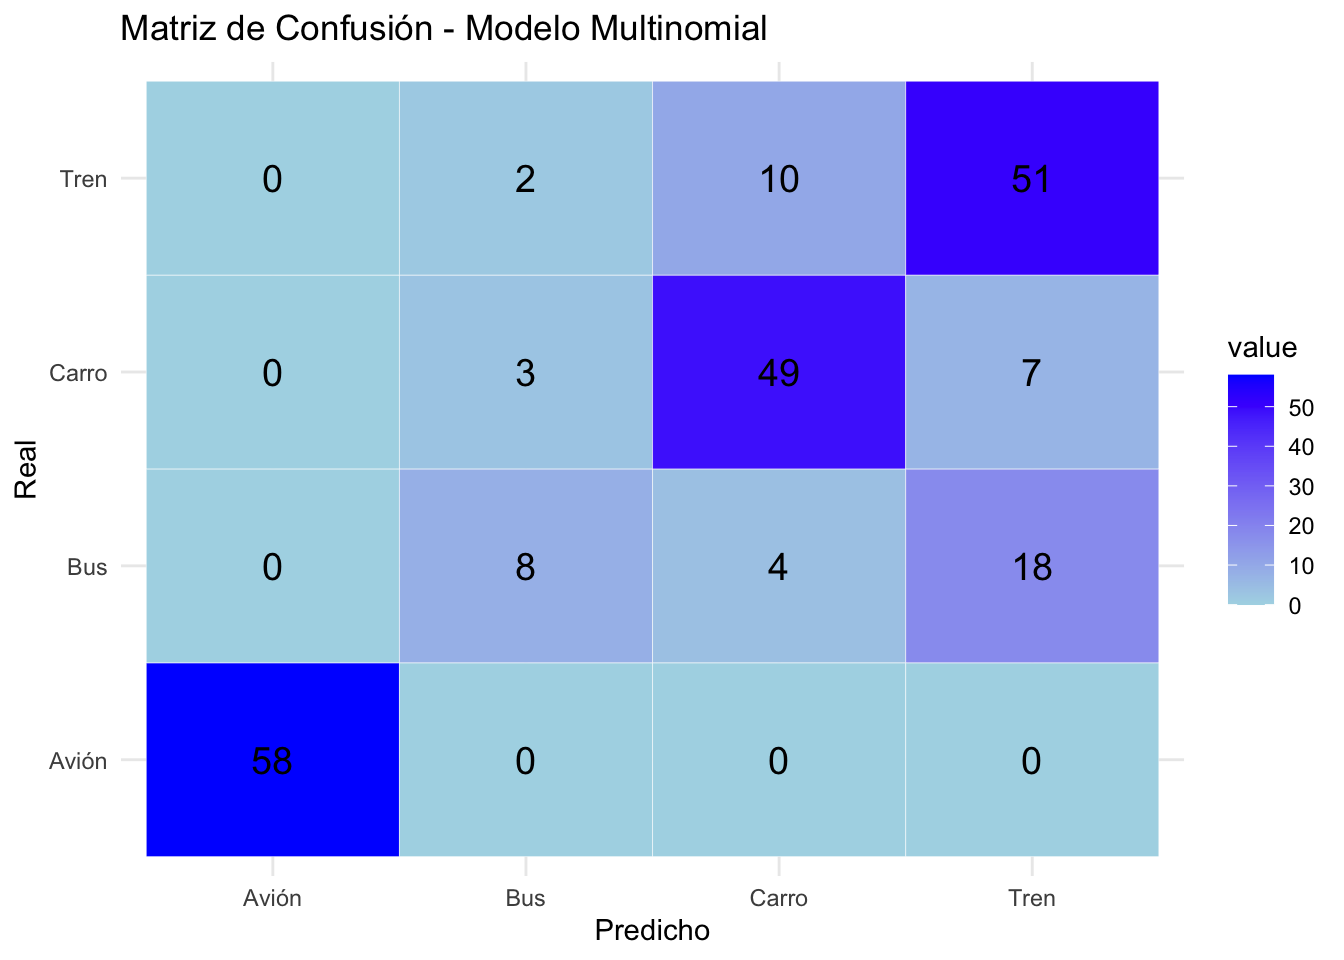 Matriz de Confusión - Modelo Multinomial
Tren 0 2 10 51
Carro 0 3 49 7
Bus 0 8 4 18
Avión 58 0 0 0
Avión Bus Carro Tren
Predicho
Real
value
50
40
30
20
10
0